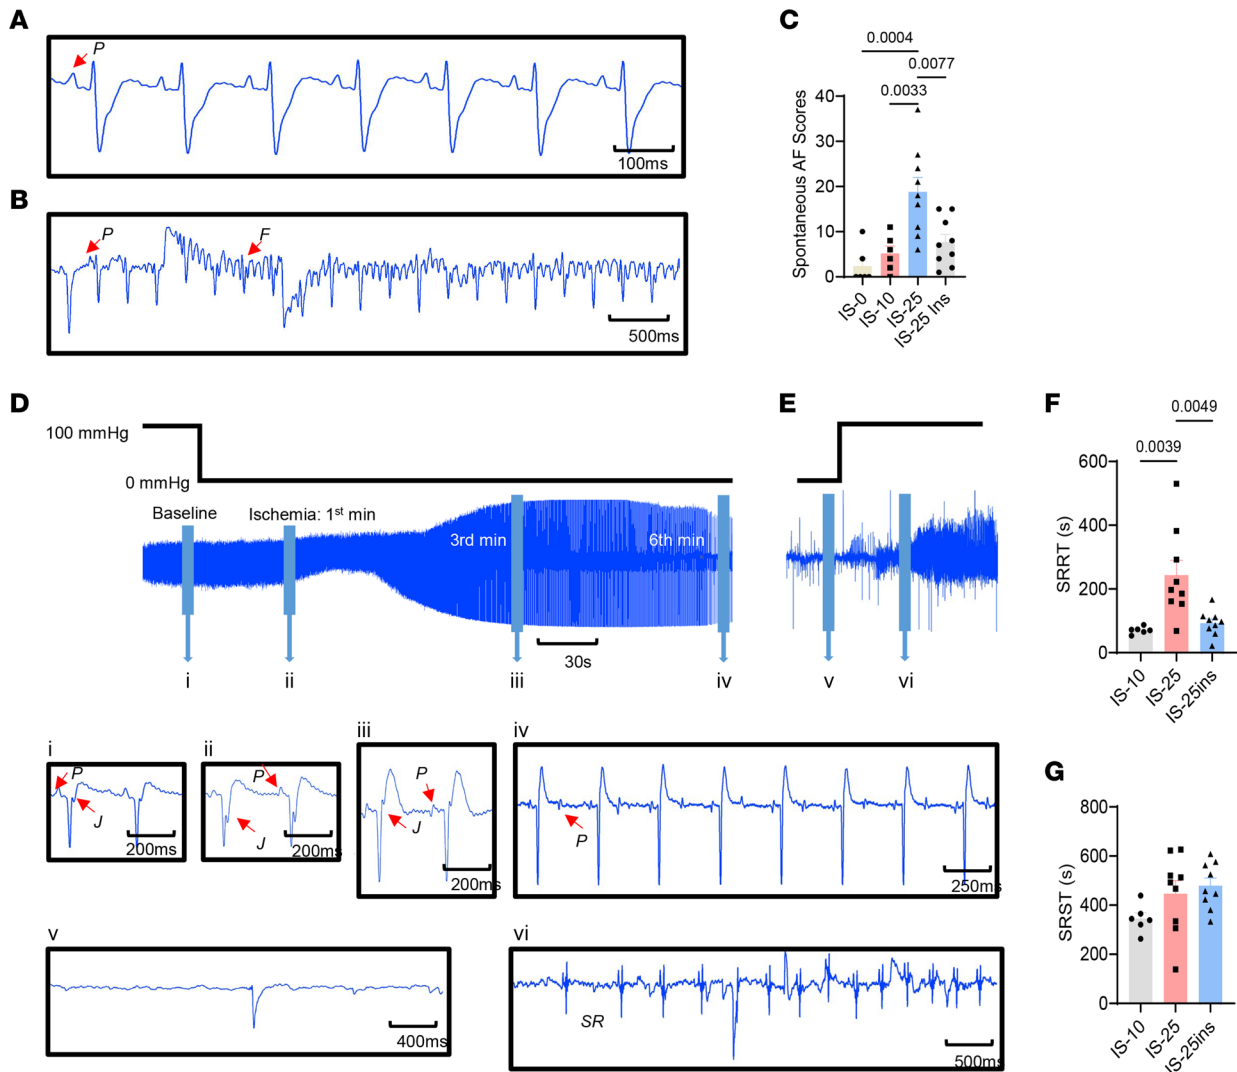 A
P
100ms
B
P
F
500ms
C
0.0004
0.0077
0.0033
Spontaneous AF Scores
40
30
20
10
0
IS-0
IS-10
IS-25
IS-25 Ins
D
100 mmHg
0 mmHg
Baseline
Ischemia: 1st min
3rd min
6th min
30s
i
ii
iii
iv
E
v
vi
F
0.0049
0.0039
SRRT (s)
600
400
200
0
IS-10
IS-25
IS-25ins
i
P
J
200ms
ii
P
J
200ms
iii
P
J
200ms
iv
P
250ms
G
SRST (s)
800
600
400
200
0
IS-10
IS-25
IS-25ins
v
400ms
vi
SR
500ms